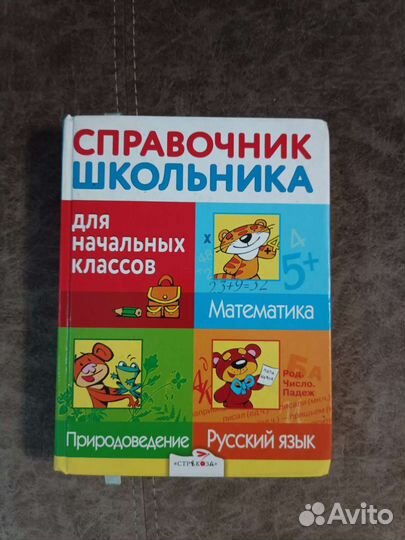 СПРАВОЧНИК
ШКОЛЬНИКА
для
начальных
классов
x
4
5+
23+9=32
Математика
Природоведение
5А
Род.
Число.
Падеж
Русский язык
«СТРЕКОЗА»
Avito